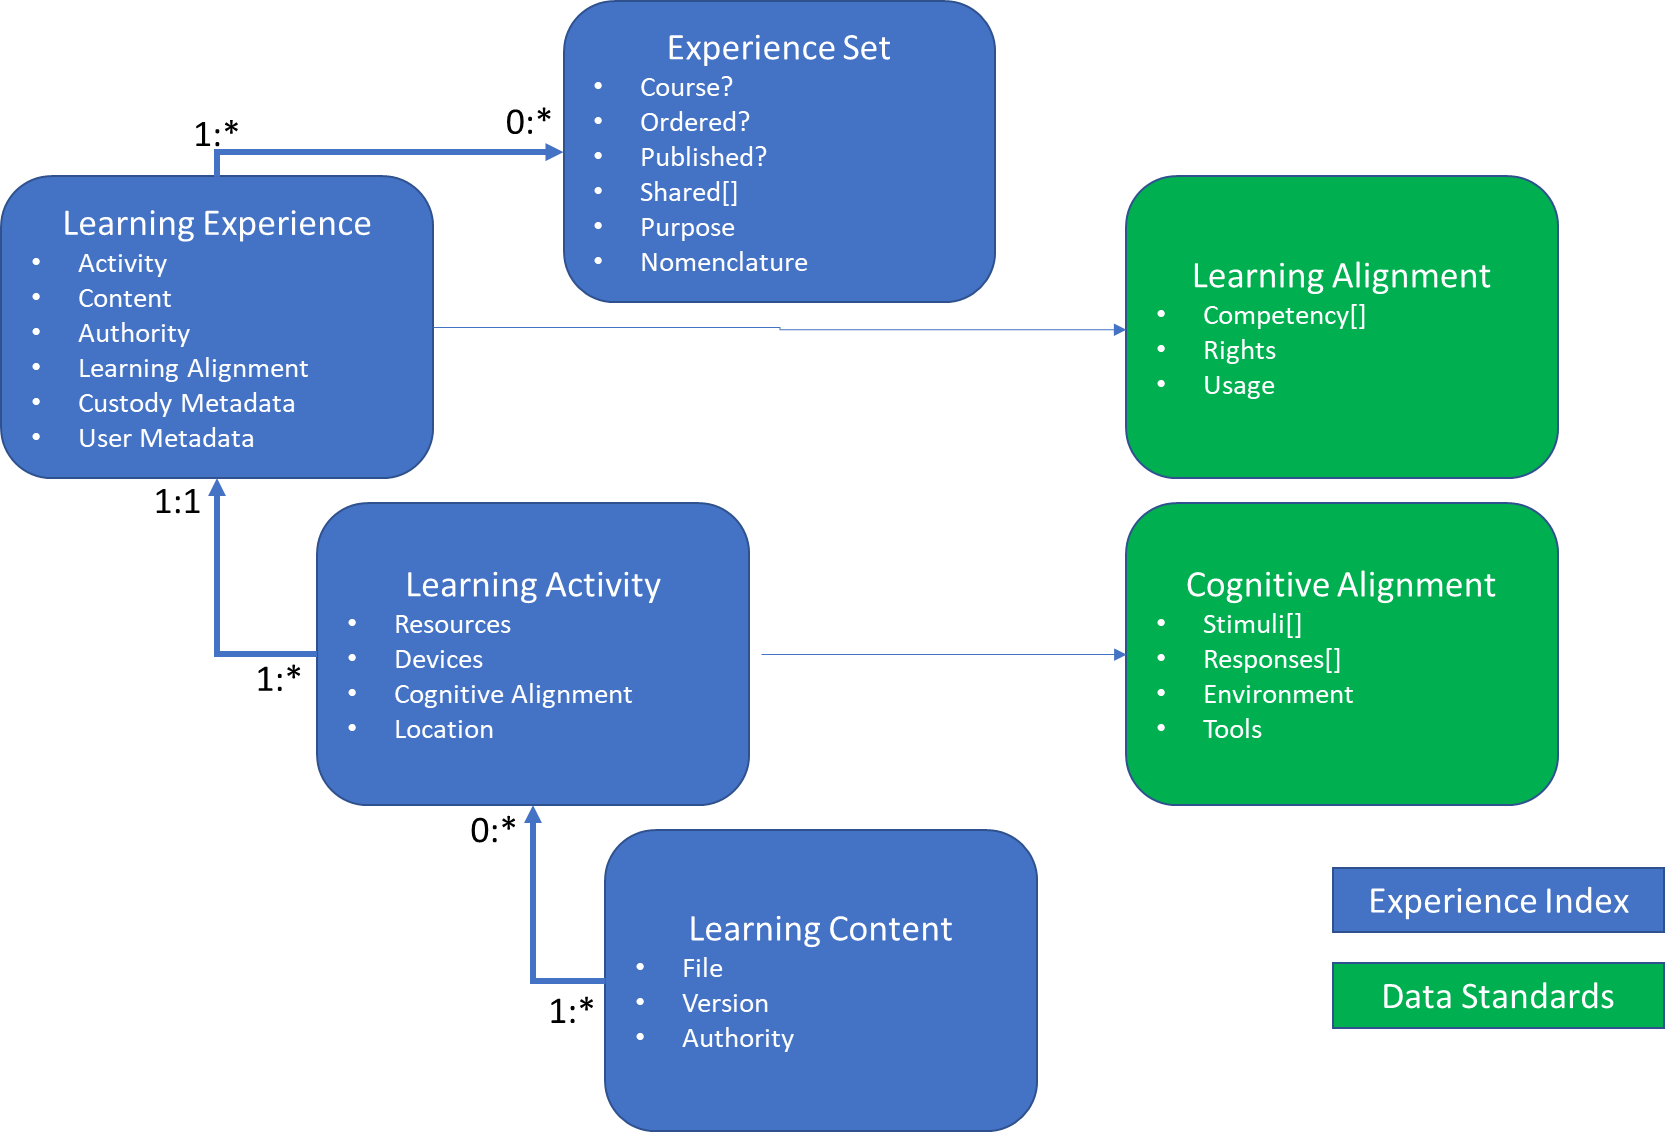 Experience Set
• Course?
• Ordered?
• Published?
• Shared[]
• Purpose
• Nomenclature
1:*
0:*
Learning Experience
• Activity
• Content
• Authority
• Learning Alignment
• Custody Metadata
• User Metadata
Learning Alignment
• Competency[]
• Rights
• Usage
1:1
1:*
Learning Activity
• Resources
• Devices
• Cognitive Alignment
• Location
Cognitive Alignment
• Stimuli[]
• Responses[]
• Environment
• Tools
0:*
1:*
Learning Content
• File
• Version
• Authority
Experience Index
Data Standards